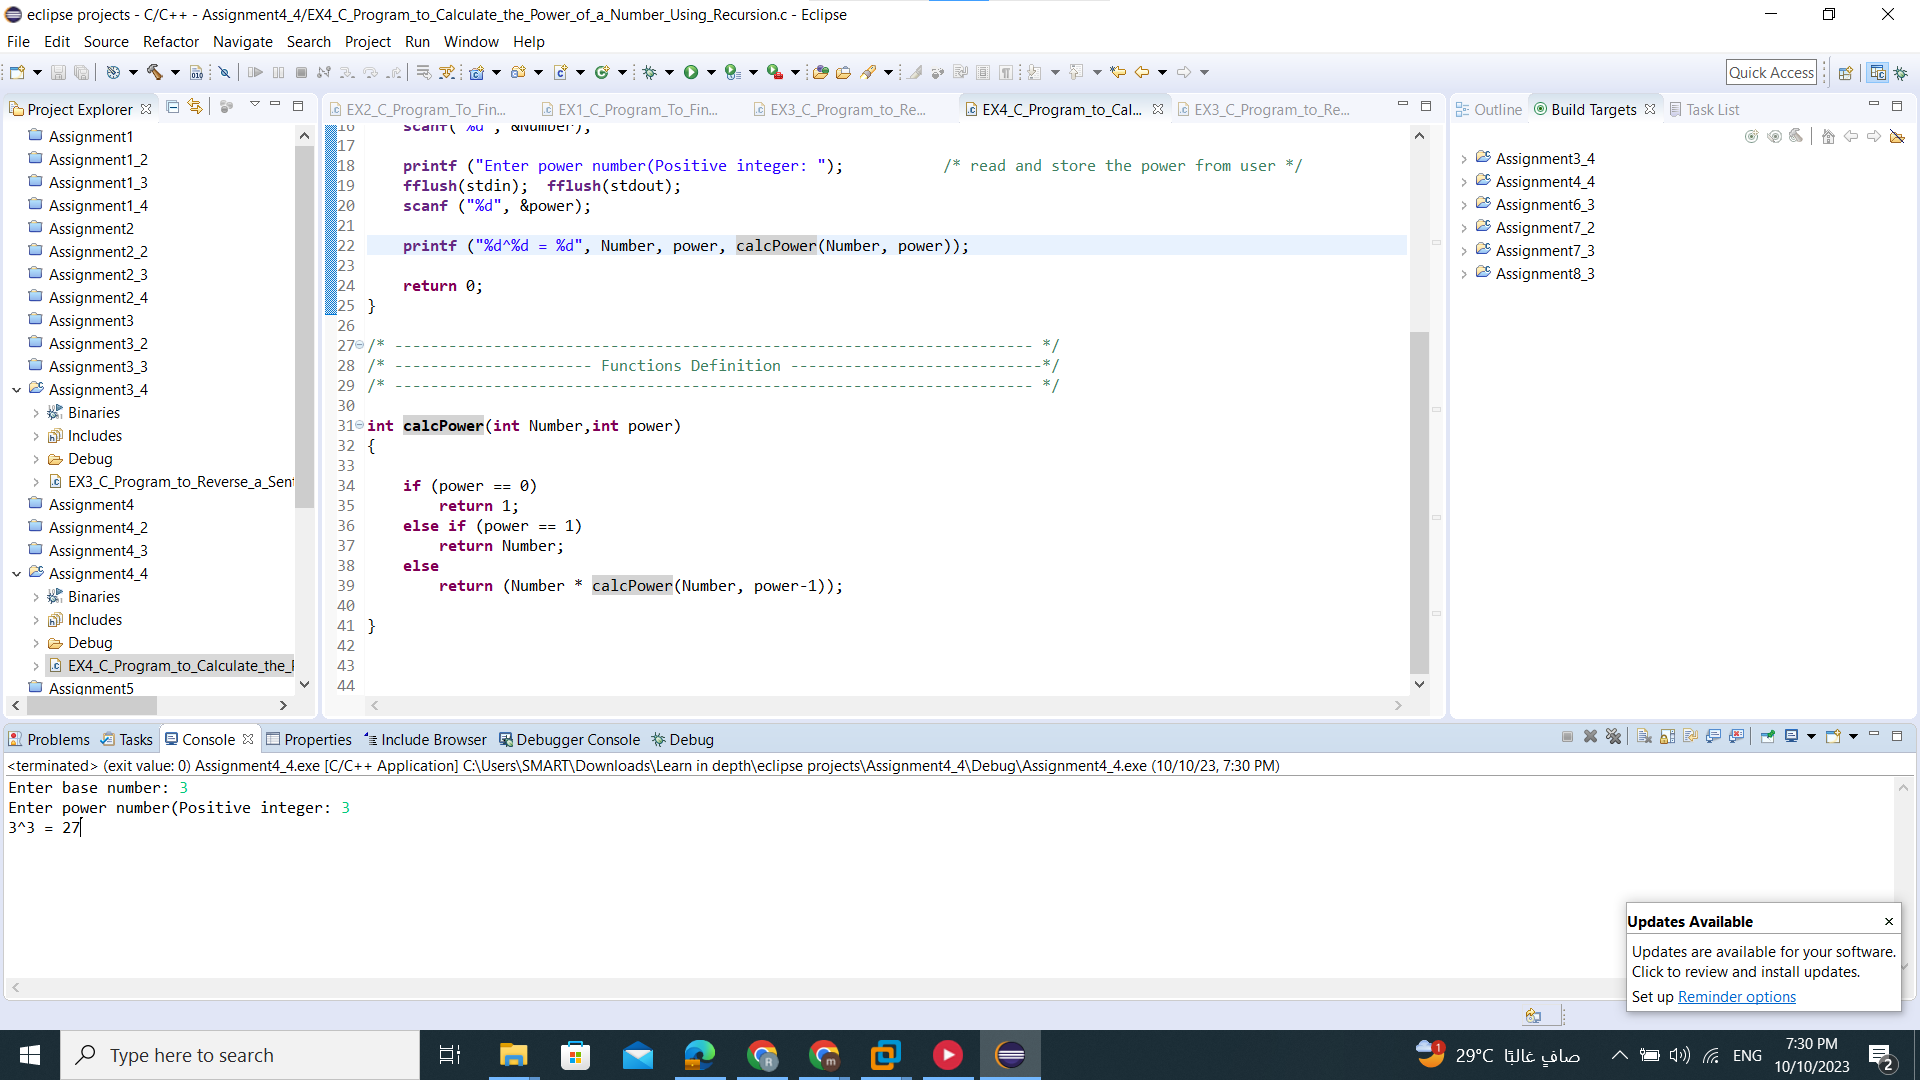 eclipse projects - C/C++ - Assignment4_4/EX4_C_Program_to_Calculate_the_Power_of_a_Number_Using_Recursion.c - Eclipse
File Edit Source Refactor Navigate Search Project Run Window Help
Quick Access
Project Explorer
Assignment1
Assignment1_2
Assignment1_3
Assignment1_4
Assignment2
Assignment2_2
Assignment2_3
Assignment2_4
Assignment3
Assignment3_2
Assignment3_3
Assignment3_4
Binaries
Includes
Debug
EX3_C_Program_to_Reverse_a_Sen
Assignment4
Assignment4_2
Assignment4_3
Assignment4_4
Binaries
Includes
Debug
EX4_C_Program_to_Calculate_the_
Assignment5
EX2_C_Program_To_Fin... EX1_C_Program_To_Fin... EX3_C_Program_to_Re... EX4_C_Program_to_Cal... EX3_C_Program_to_Re...
16 scanf("%d", &Number);
17
18 printf ("Enter power number(Positive integer: "); /* read and store the power from user */
19 fflush(stdin); fflush(stdout);
20 scanf ("%d", &power);
21
22 printf ("%d^%d = %d", Number, power, calcPower(Number, power));
23
24 return 0;
25 }
26
27 /* ----------------------------------------------------------------------- */
28 /* ---------------------- Functions Definition ----------------------------*/
29 /* ----------------------------------------------------------------------- */
30
31 int calcPower(int Number,int power)
32 {
33
34 if (power == 0)
35 return 1;
36 else if (power == 1)
37 return Number;
38 else
39 return (Number * calcPower(Number, power-1));
40
41 }
42
43
44
Outline Build Targets Task List
Assignment3_4
Assignment4_4
Assignment6_3
Assignment7_2
Assignment7_3
Assignment8_3
Problems Tasks Console Properties Include Browser Debugger Console Debug
<terminated> (exit value: 0) Assignment4_4.exe [C/C++ Application] C:\Users\SMART\Downloads\Learn in depth\eclipse projects\Assignment4_4\Debug\Assignment4_4.exe (10/10/23, 7:30 PM)
Enter base number: 3
Enter power number(Positive integer: 3
3^3 = 27
Updates Available
Updates are available for your software.
Click to review and install updates.
Set up Reminder options
Type here to search
1
29°C صافٍ غالبًا
ENG
7:30 PM
10/10/2023
2